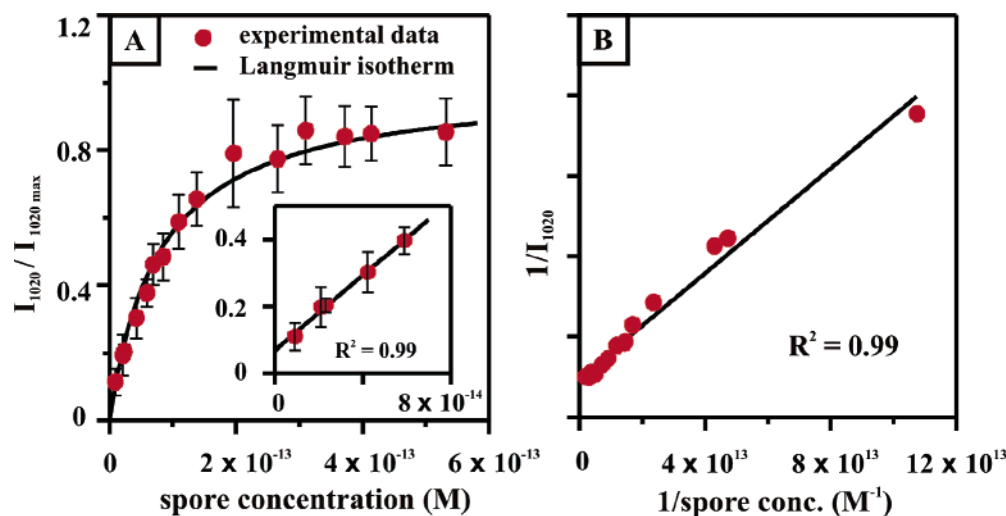 A
experimental data
Langmuir isotherm
I1020 / I1020 max
1.2
0.8
0.4
0
0.4
0.2
0
R² = 0.99
0
8 x 10⁻¹⁴
0
2 x 10⁻¹³
4 x 10⁻¹³
6 x 10⁻¹³
spore concentration (M)
B
1/I1020
R² = 0.99
0
4 x 10¹³
8 x 10¹³
12 x 10¹³
1/spore conc. (M⁻¹)